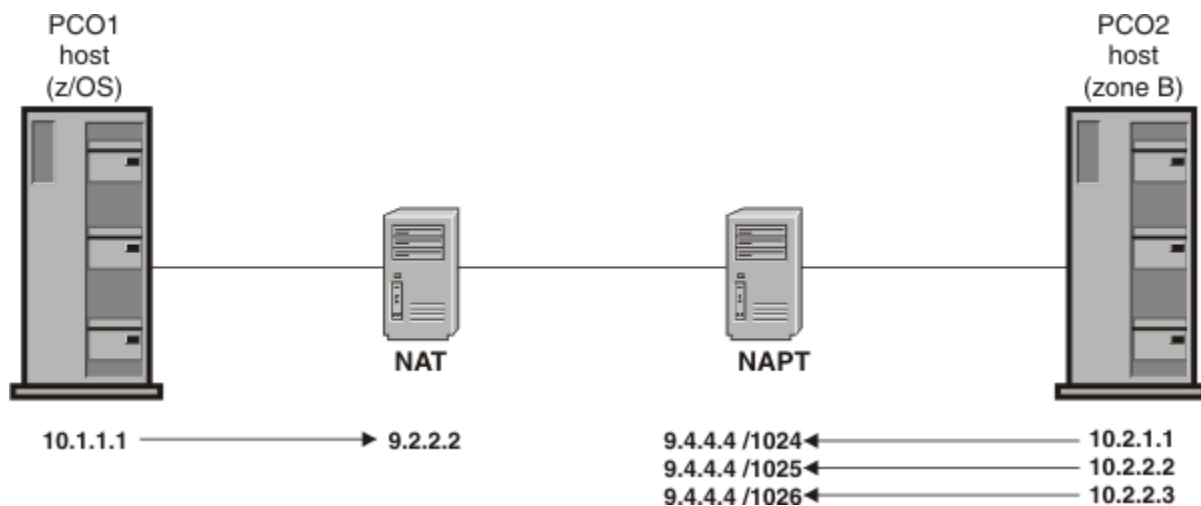 PCO1
host
(z/OS)
PCO2
host
(zone B)
NAT
NAPT
10.1.1.1
9.2.2.2
9.4.4.4 /1024
10.2.1.1
9.4.4.4 /1025
10.2.2.2
9.4.4.4 /1026
10.2.2.3